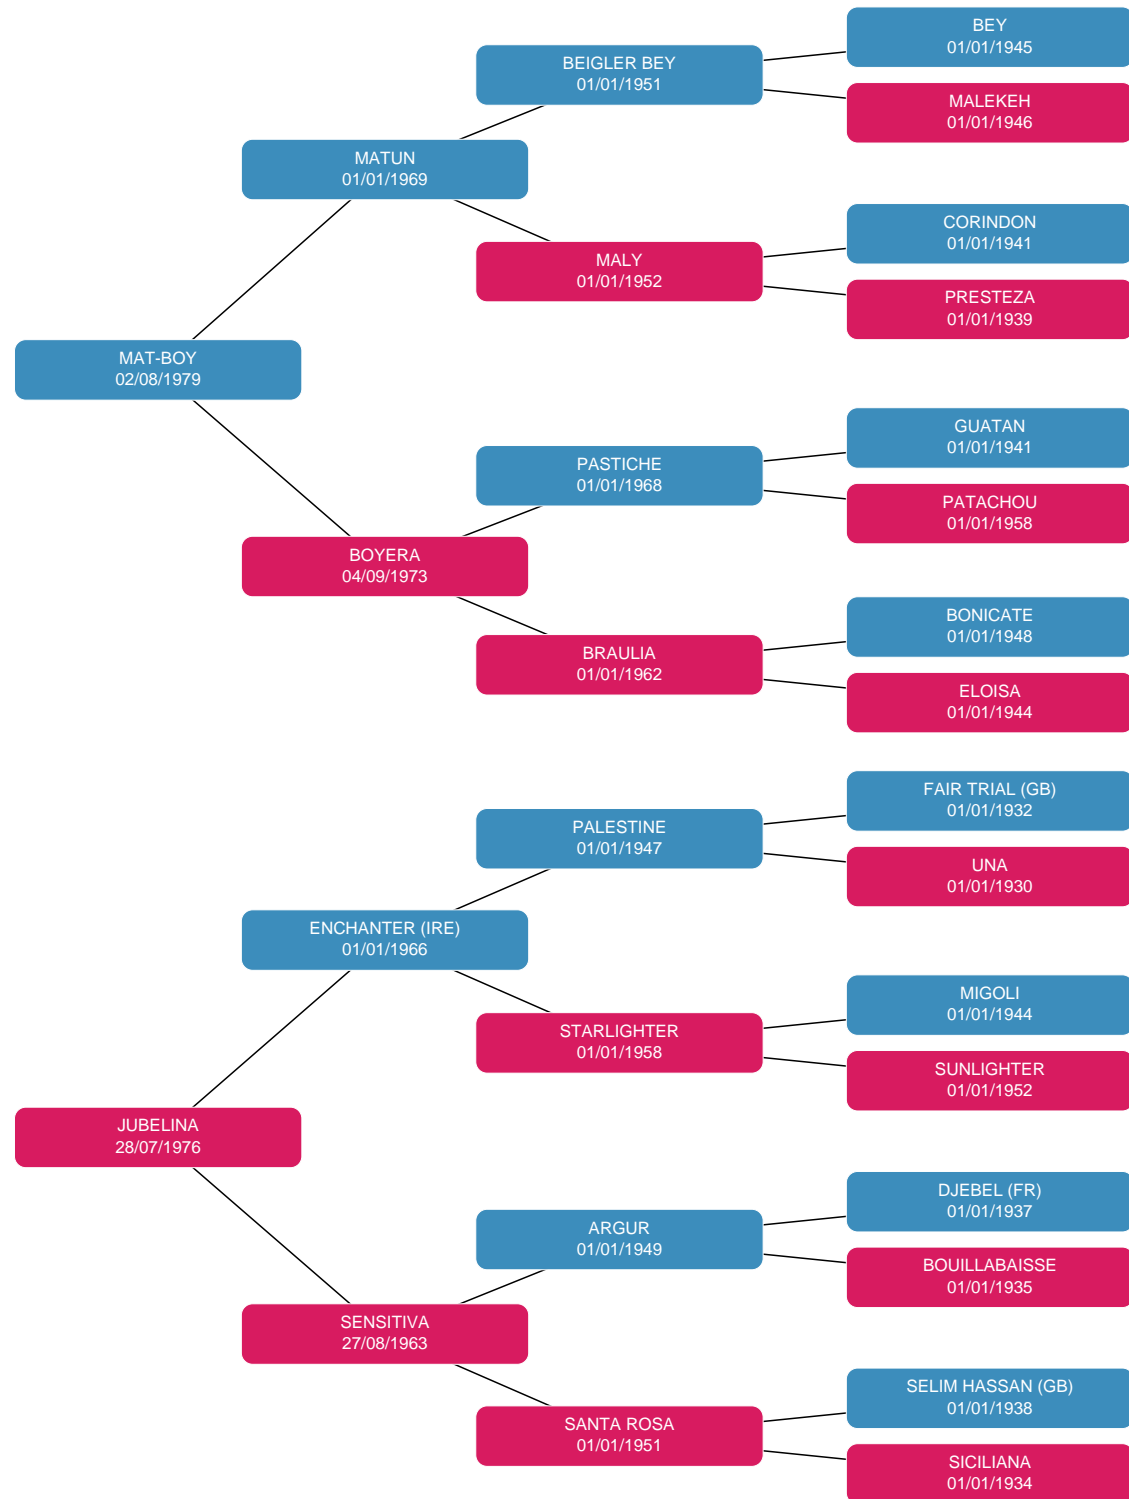 BEY
01/01/1945
BEIGLER BEY
01/01/1951
MALEKEH
01/01/1946
MATUN
01/01/1969
CORINDON
01/01/1941
MALY
01/01/1952
PRESTEZA
01/01/1939
MAT-BOY
02/08/1979
GUATAN
01/01/1941
PASTICHE
01/01/1968
PATACHOU
01/01/1958
BOYERA
04/09/1973
BONICATE
01/01/1948
BRAULIA
01/01/1962
ELOISA
01/01/1944
FAIR TRIAL (GB)
01/01/1932
PALESTINE
01/01/1947
UNA
01/01/1930
ENCHANTER (IRE)
01/01/1966
MIGOLI
01/01/1944
STARLIGHTER
01/01/1958
SUNLIGHTER
01/01/1952
JUBELINA
28/07/1976
DJEBEL (FR)
01/01/1937
ARGUR
01/01/1949
BOUILLABAISSE
01/01/1935
SENSITIVA
27/08/1963
SELIM HASSAN (GB)
01/01/1938
SANTA ROSA
01/01/1951
SICILIANA
01/01/1934